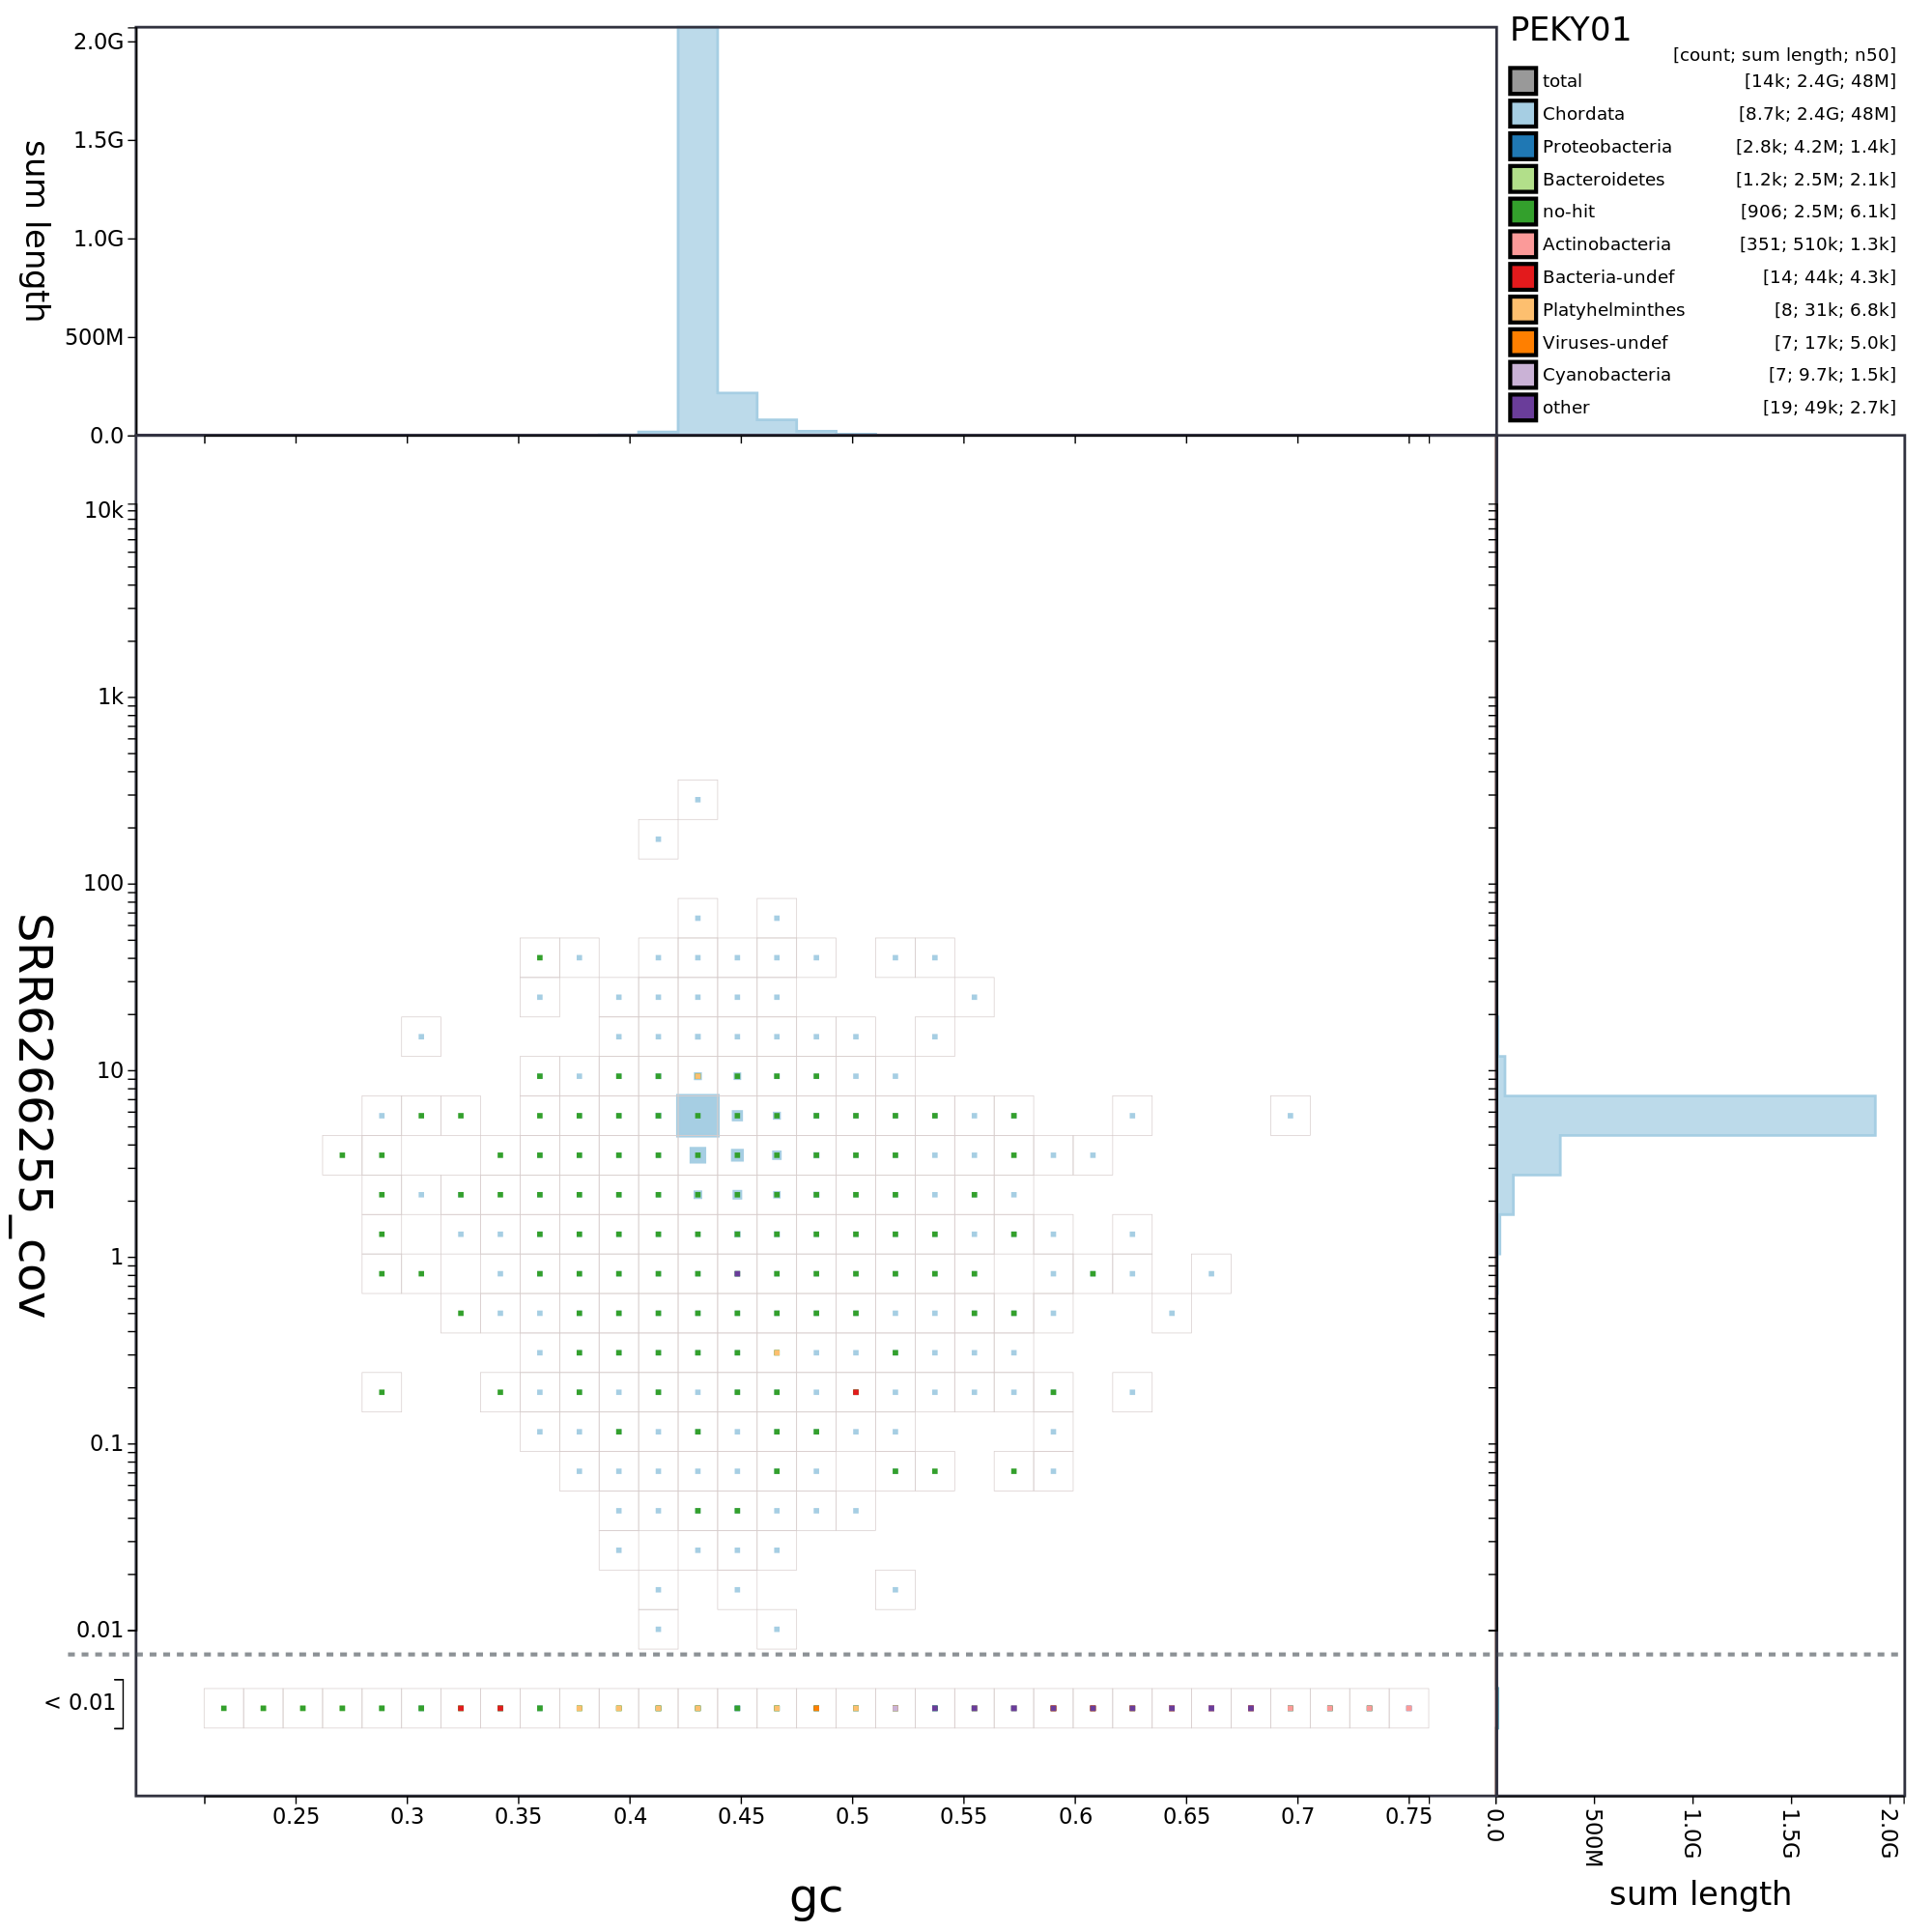 PEKY01
[count; sum length; n50]
total [14k; 2.4G; 48M]
Chordata [8.7k; 2.4G; 48M]
Proteobacteria [2.8k; 4.2M; 1.4k]
Bacteroidetes [1.2k; 2.5M; 2.1k]
no-hit [906; 2.5M; 6.1k]
Actinobacteria [351; 510k; 1.3k]
Bacteria-undef [14; 44k; 4.3k]
Platyhelminthes [8; 31k; 6.8k]
Viruses-undef [7; 17k; 5.0k]
Cyanobacteria [7; 9.7k; 1.5k]
other [19; 49k; 2.7k]
sum length
2.0G
1.5G
1.0G
500M
0.0
SRR6266255_cov
10k
1k
100
10
1
0.1
0.01
< 0.01
0.25 0.3 0.35 0.4 0.45 0.5 0.55 0.6 0.65 0.7 0.75
gc
0.0 500M 1.0G 1.5G 2.0G
sum length